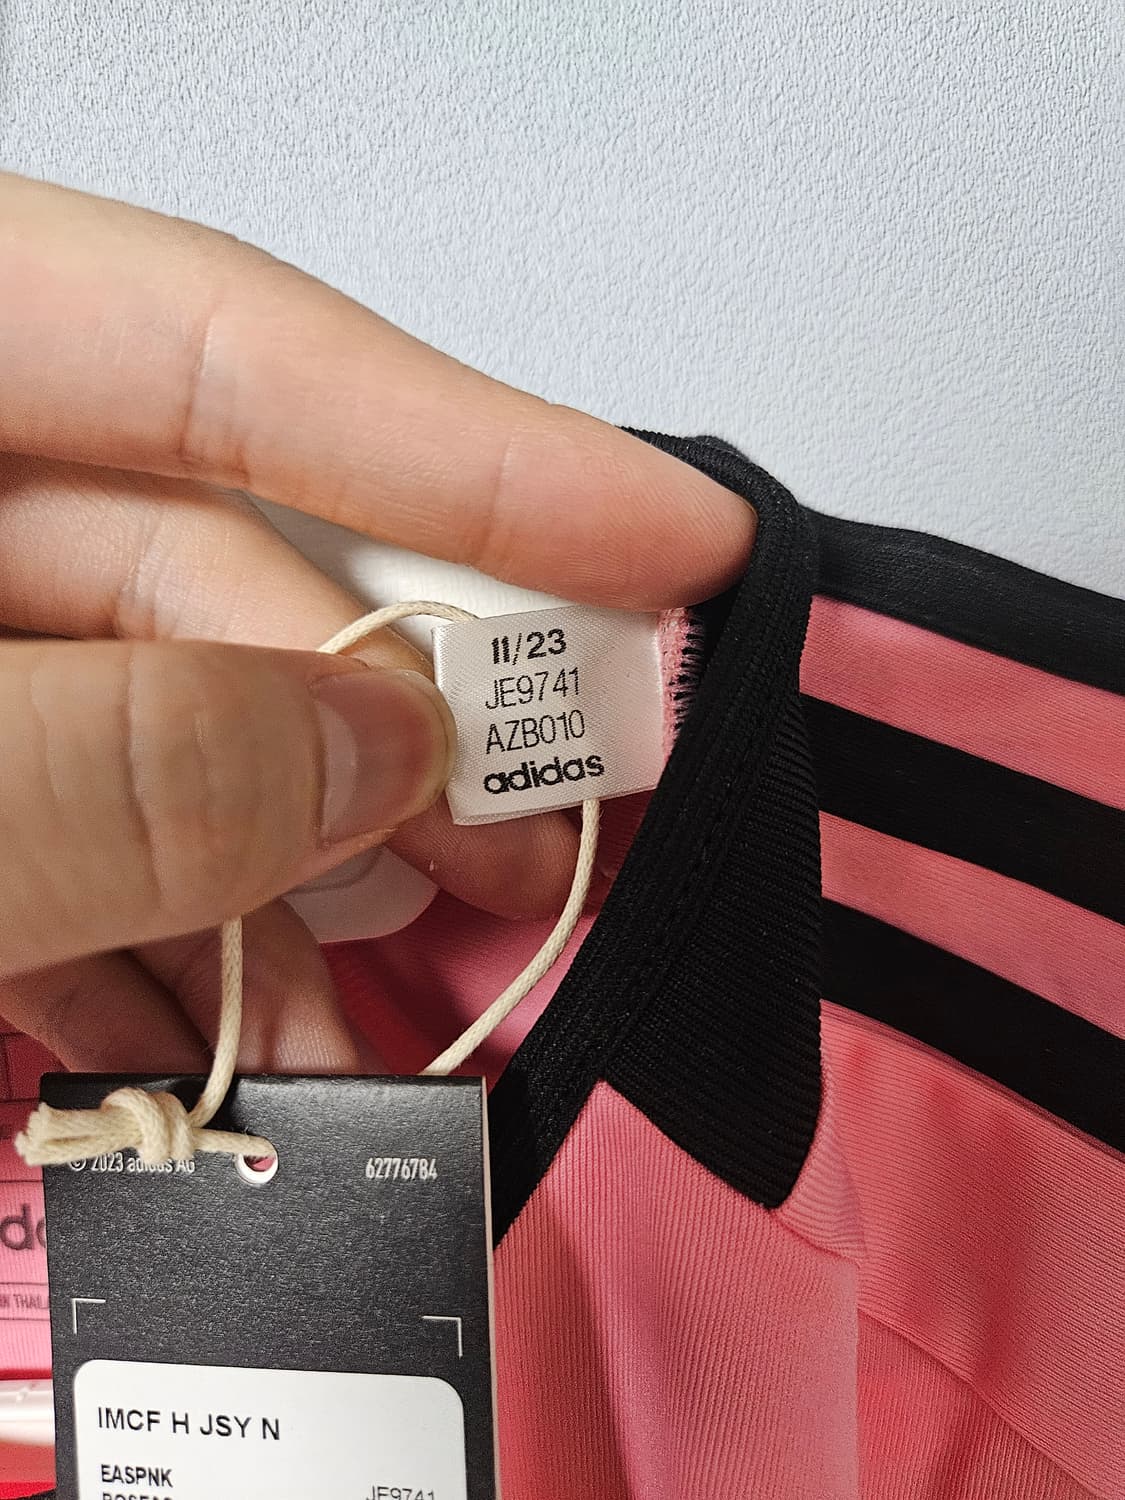 11/23
JE9741
AZB010
adidas
© 2023 adidas AG
62776784
IMCF H JSY N
EASPNK
JE9741